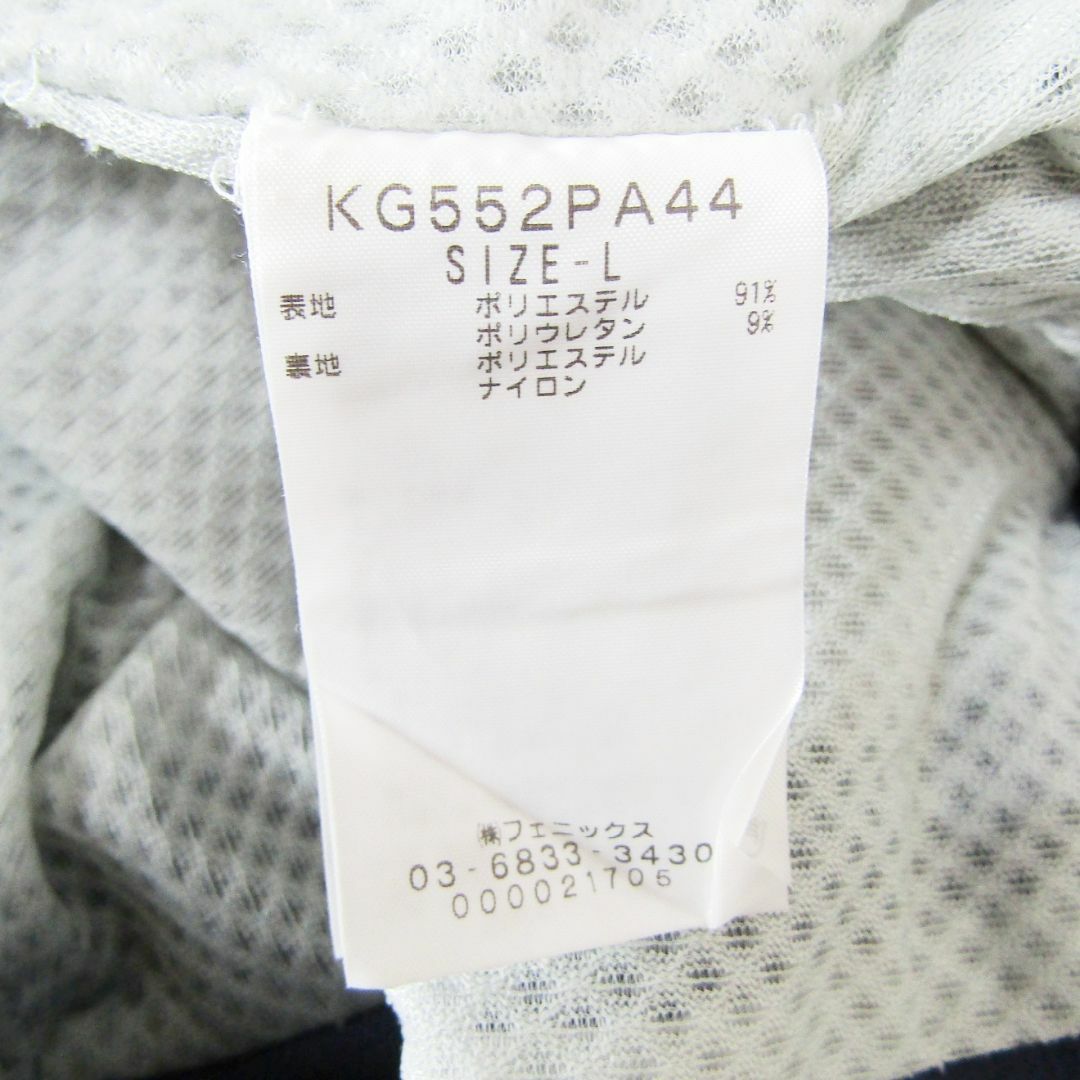 KG552PA44
SIZE-L
表地 ポリエステル 91%
ポリウレタン 9%
裏地 ポリエステル
ナイロン
㈱フェニックス
03-6833-3430
000021705